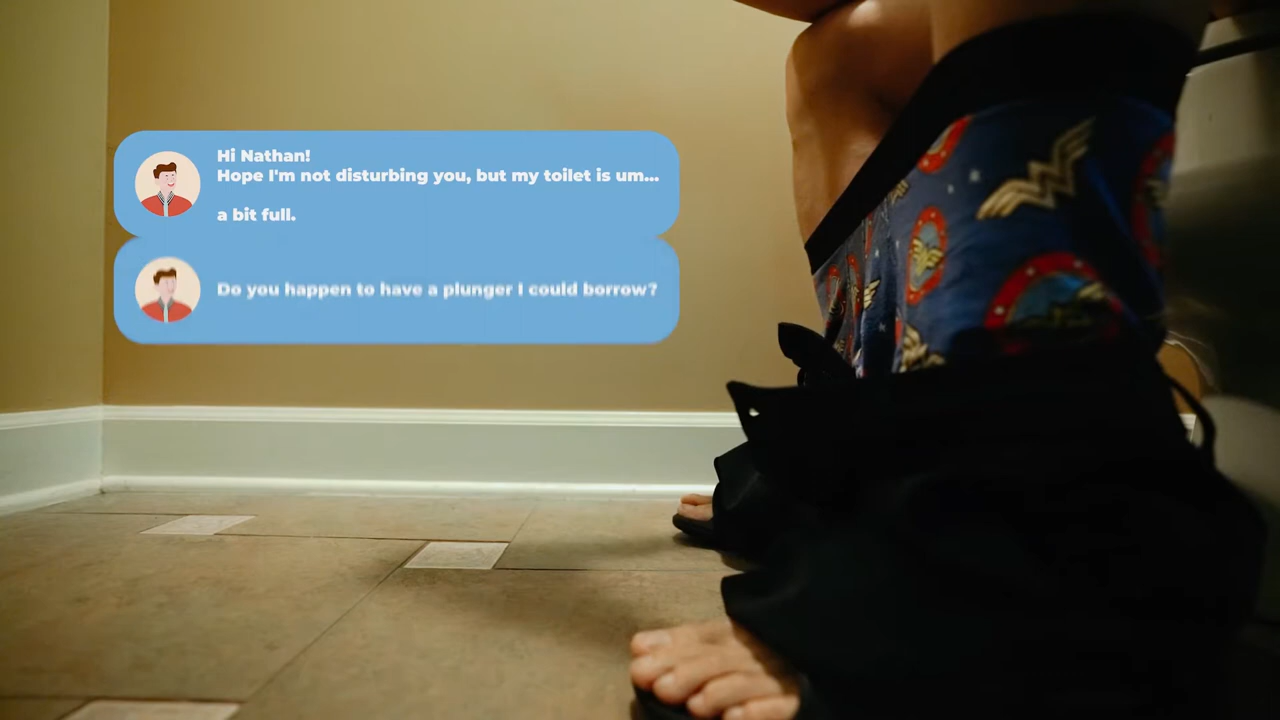 Hi Nathan!
Hope I'm not disturbing you, but my toilet is um...
a bit full.
Do you happen to have a plunger I could borrow?